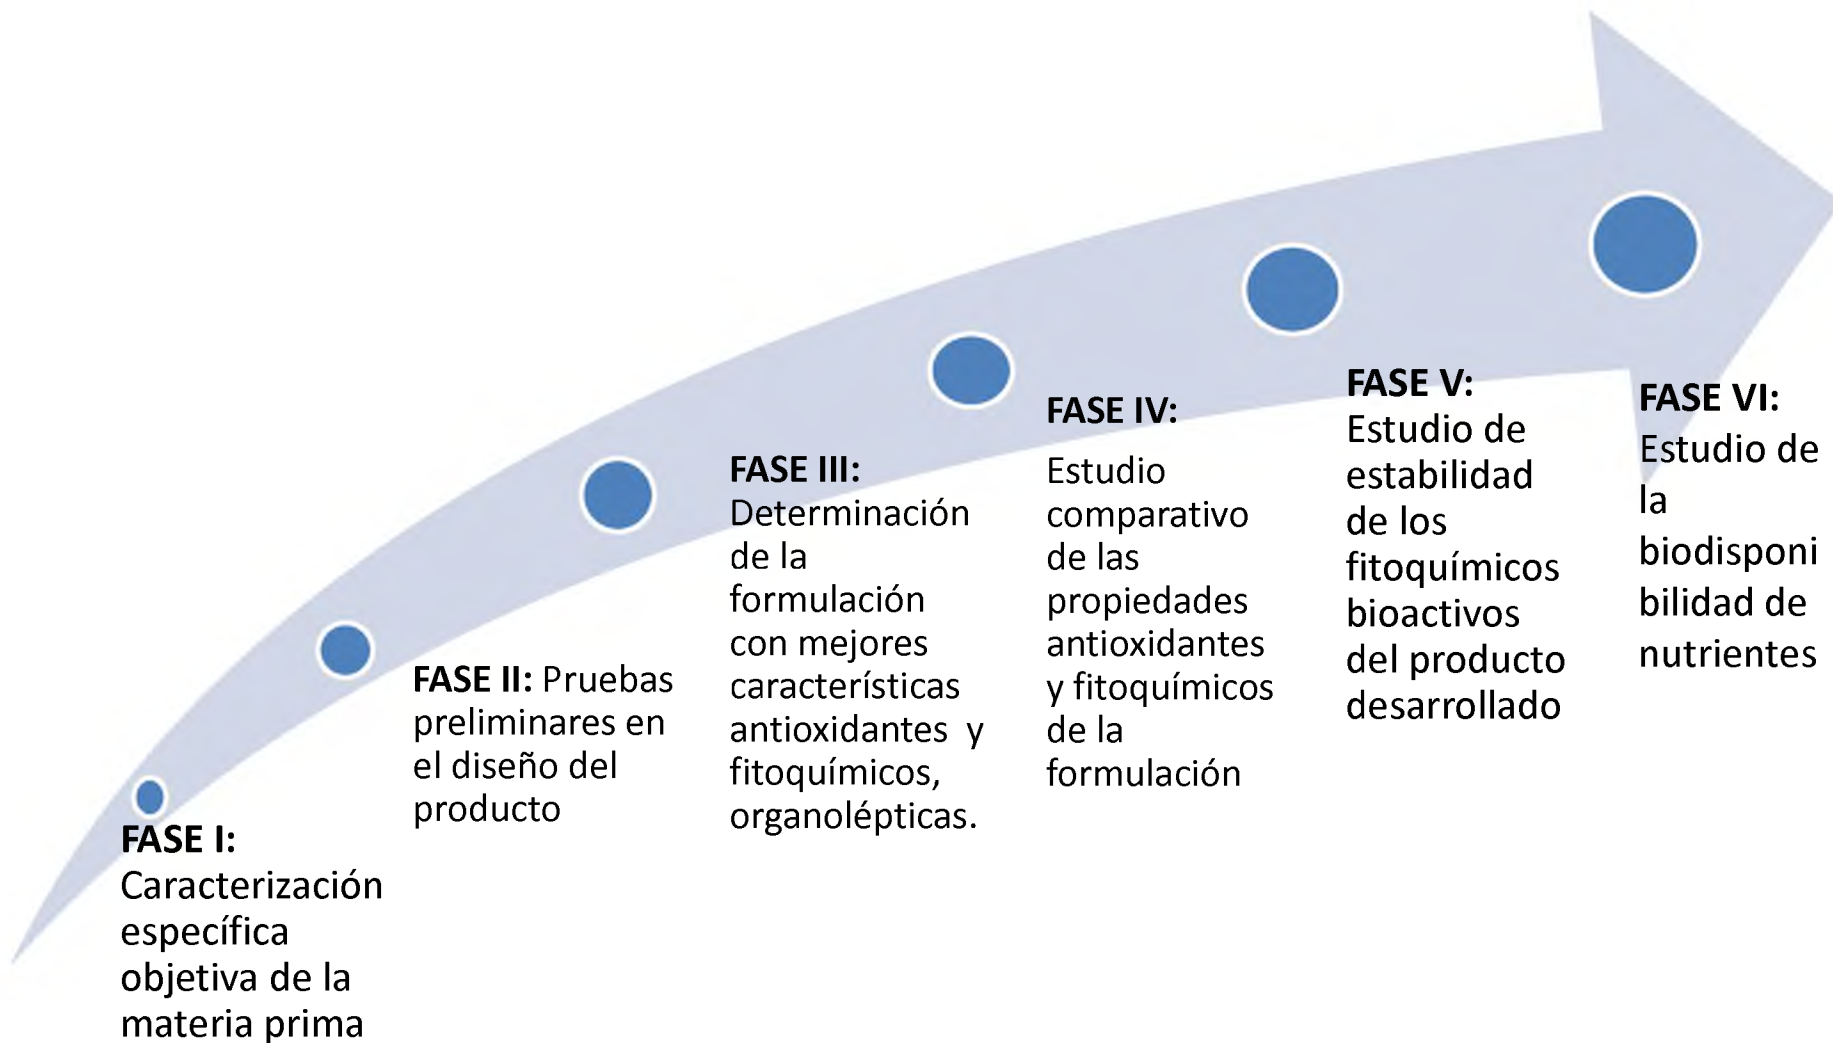 FASE I:
Caracterización
específica
objetiva de la
materia prima
FASE II: Pruebas
preliminares en
el diseño del
producto
FASE III:
Determinación
de la
formulación
con mejores
características
antioxidantes y
fitoquímicos,
organolépticas.
FASE IV:
Estudio
comparativo
de las
propiedades
antioxidantes
y fitoquímicos
de la
formulación
FASE V:
Estudio de
estabilidad
de los
fitoquímicos
bioactivos
del producto
desarrollado
FASE VI:
Estudio de
la
biodisponi
bilidad de
nutrientes